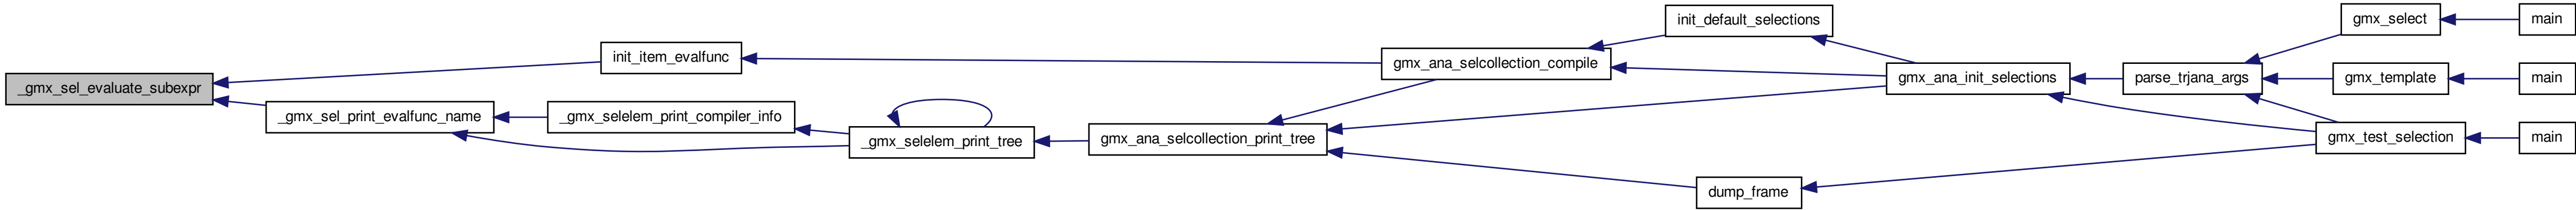 _gmx_sel_evaluate_subexpr
init_item_evalfunc
_gmx_sel_print_evalfunc_name
_gmx_selelem_print_compiler_info
_gmx_selelem_print_tree
gmx_ana_selcollection_print_tree
gmx_ana_selcollection_compile
init_default_selections
dump_frame
gmx_ana_init_selections
parse_trjana_args
gmx_select
gmx_template
gmx_test_selection
main
main
main